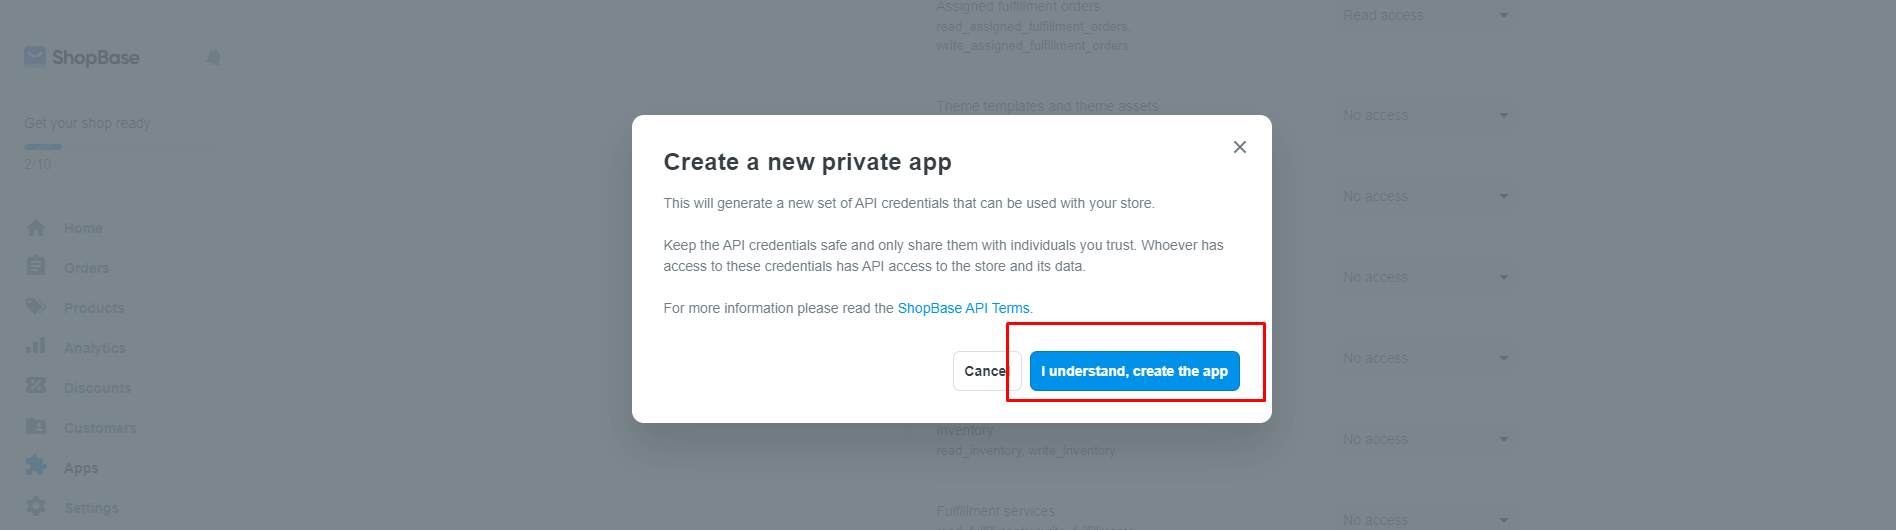 ShopBase
Get your shop ready
2/10
Home
Orders
Products
Analytics
Discounts
Customers
Apps
Settings
Assigned fulfillment orders
read_assigned_fulfillment_orders,
write_assigned_fulfillment_orders
Read access
Theme templates and theme assets
No access
No access
No access
No access
Inventory
read_inventory, write_inventory
No access
Fulfillment services
No access
Create a new private app
This will generate a new set of API credentials that can be used with your store.
Keep the API credentials safe and only share them with individuals you trust. Whoever has
access to these credentials has API access to the store and its data.
For more information please read the ShopBase API Terms.
Cancel
I understand, create the app